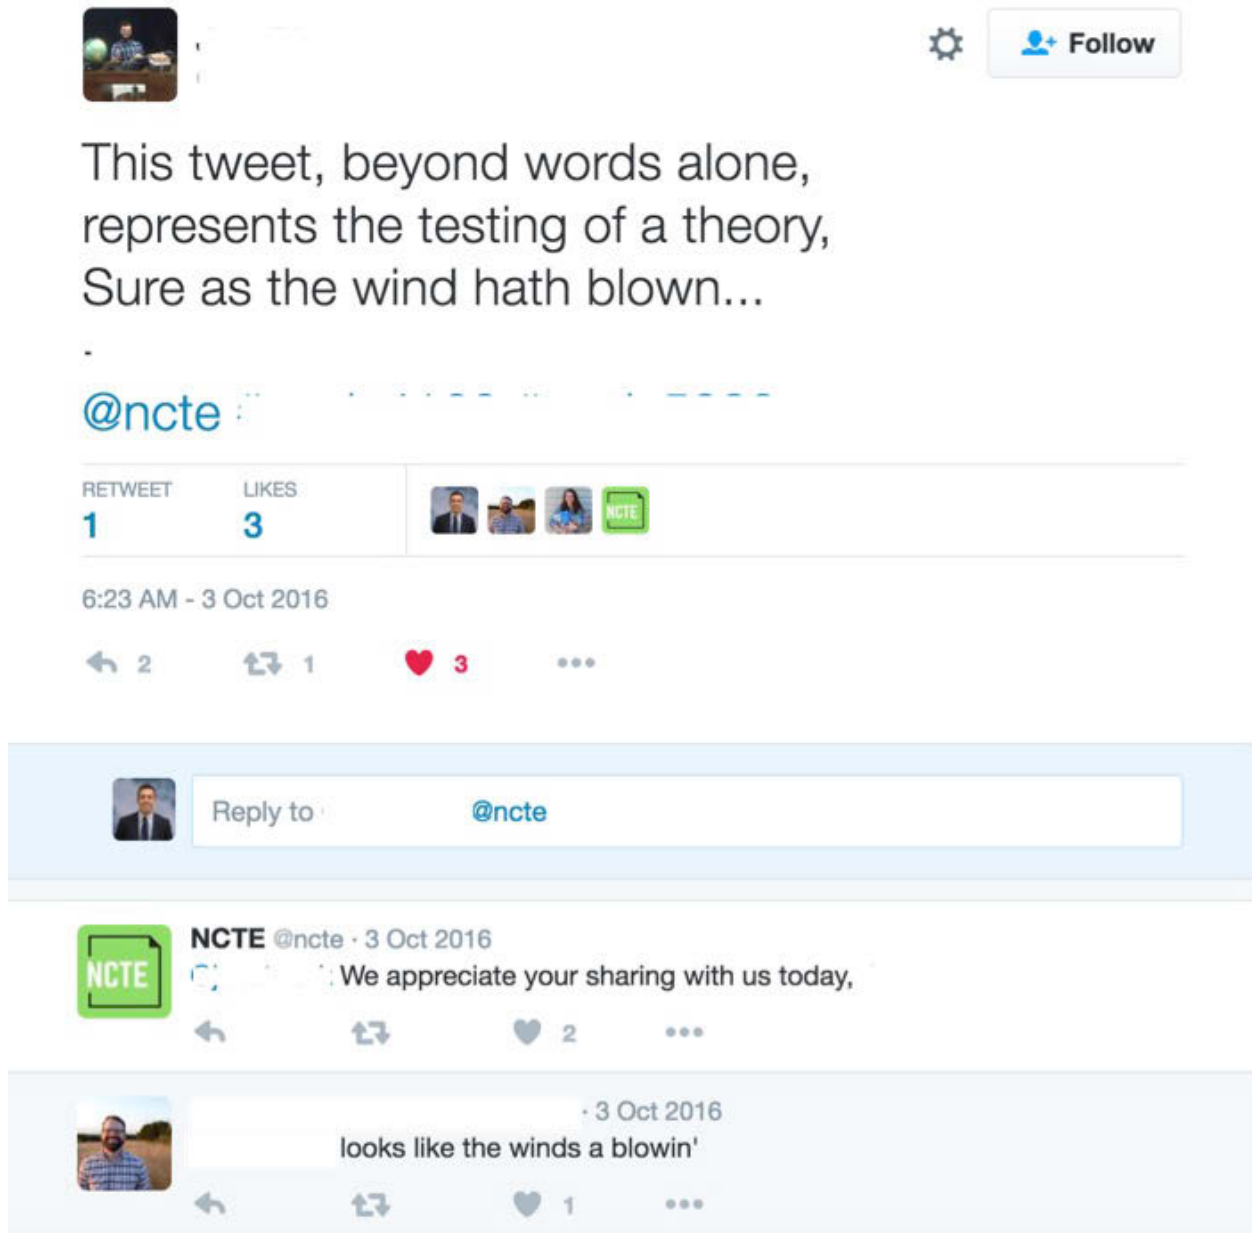 Follow
This tweet, beyond words alone,
represents the testing of a theory,
Sure as the wind hath blown...
-
@ncte
RETWEET LIKES
1 3
NCTE
6:23 AM - 3 Oct 2016
2 1 3
Reply to @ncte
NCTE @ncte · 3 Oct 2016
NCTE
We appreciate your sharing with us today,
2
· 3 Oct 2016
looks like the winds a blowin'
1